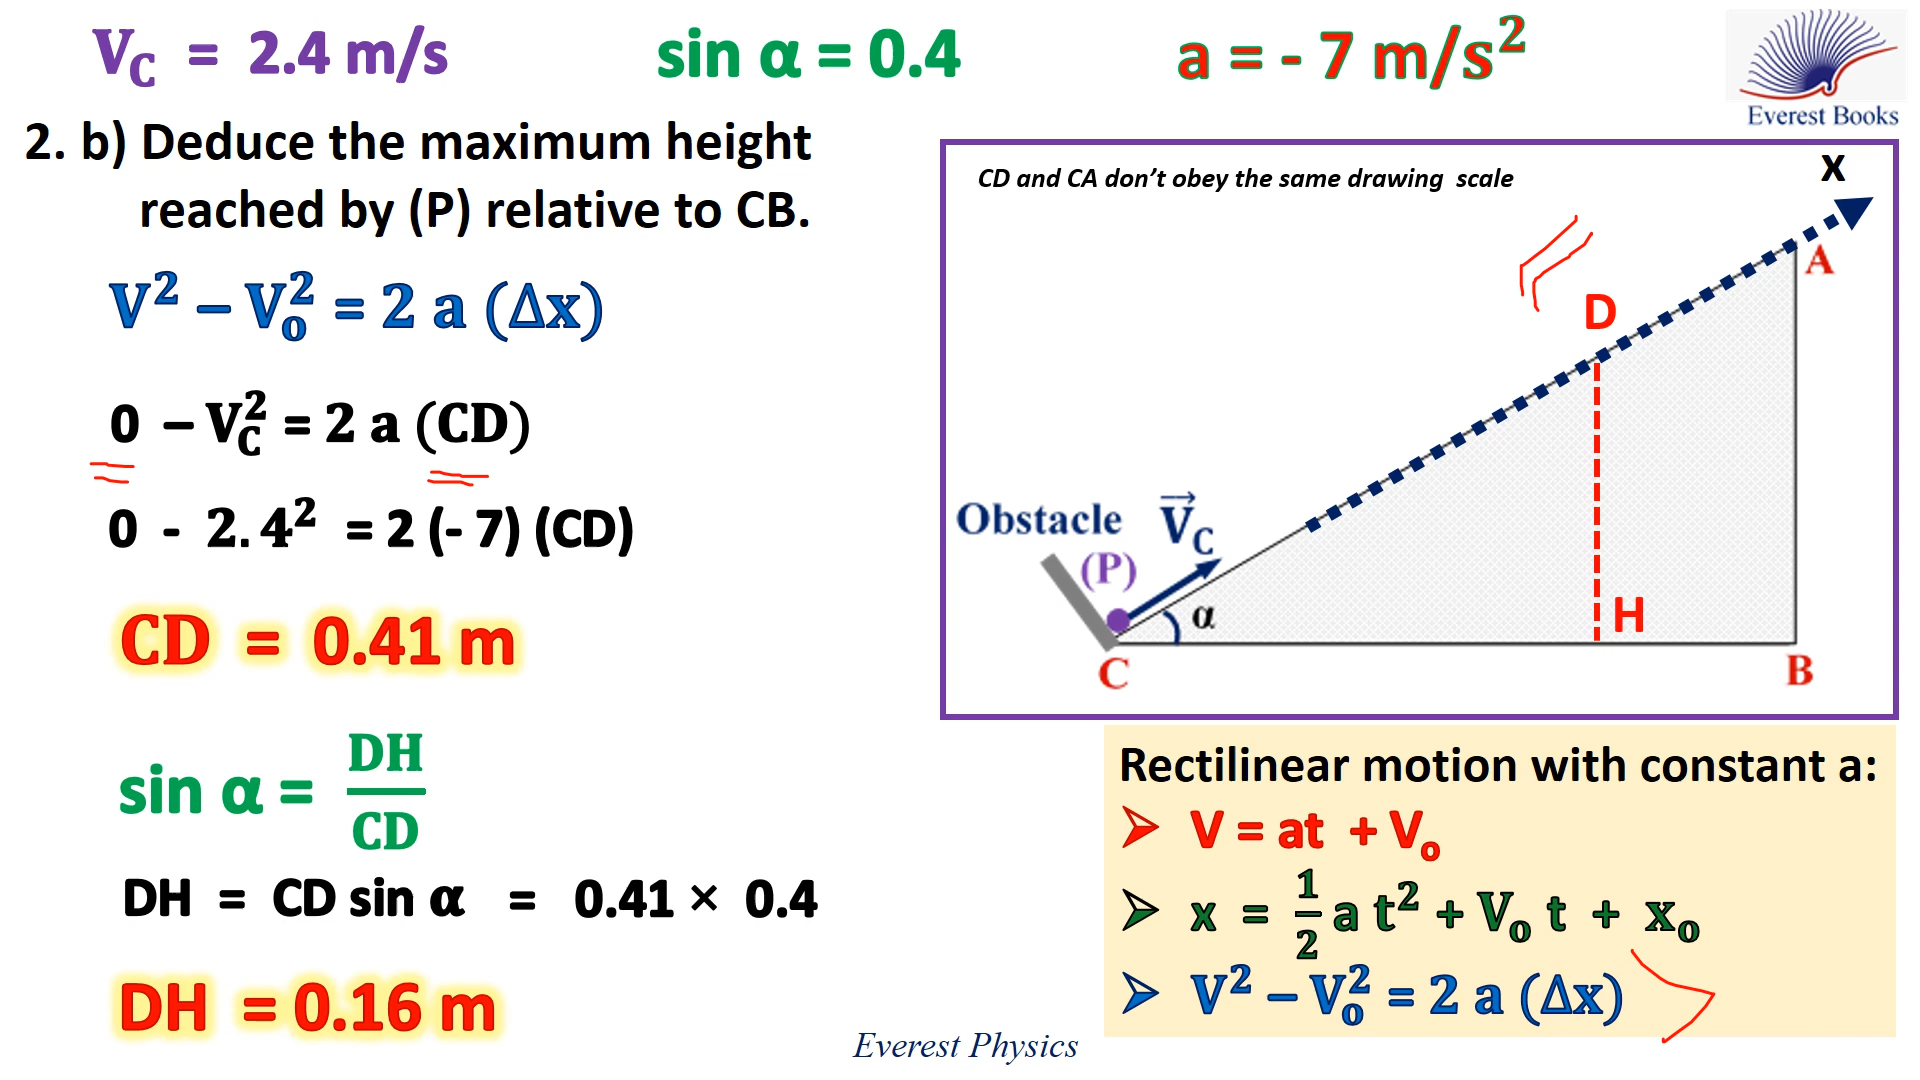 V_C = 2.4 m/s
sin α = 0.4
a = - 7 m/s²
Everest Books
2. b) Deduce the maximum height
reached by (P) relative to CB.
V² – V₀² = 2 a (Δx)
0 – V_C² = 2 a (CD)
0 - 2.4² = 2 (- 7) (CD)
CD = 0.41 m
sin α = DH/CD
DH = CD sin α = 0.41 × 0.4
DH = 0.16 m
CD and CA don't obey the same drawing scale
x
A
D
Obstacle
V⃗_C
(P)
α
H
C
B
Rectilinear motion with constant a:
➢ V = at + V₀
➢ x = 1/2 a t² + V₀ t + x₀
➢ V² – V₀² = 2 a (Δx)
Everest Physics